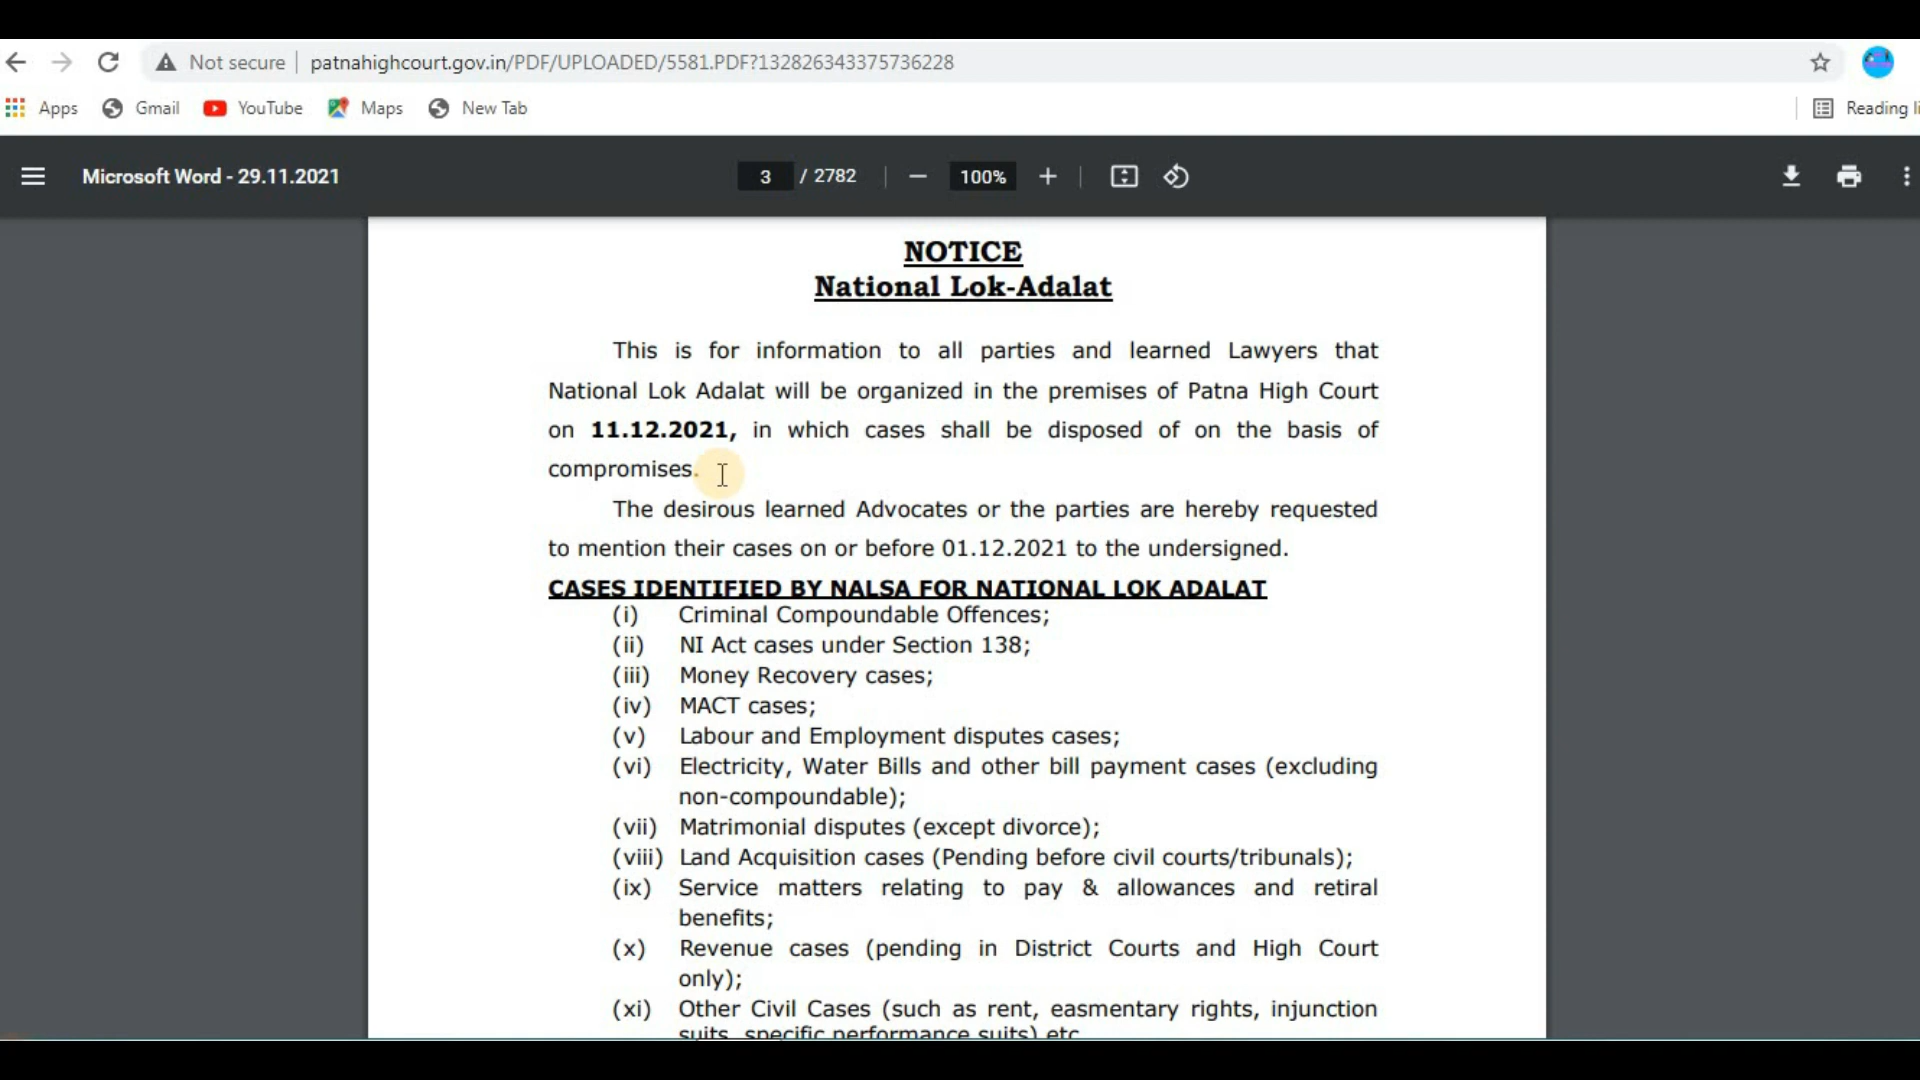 Not secure patnahighcourt.gov.in/PDF/UPLOADED/5581.PDF?132826343375736228
Apps Gmail YouTube Maps New Tab Reading li
Microsoft Word - 29.11.2021 3 / 2782 100%
NOTICE
National Lok-Adalat
This is for information to all parties and learned Lawyers that
National Lok Adalat will be organized in the premises of Patna High Court
on 11.12.2021, in which cases shall be disposed of on the basis of
compromises.
The desirous learned Advocates or the parties are hereby requested
to mention their cases on or before 01.12.2021 to the undersigned.
CASES IDENTIFIED BY NALSA FOR NATIONAL LOK ADALAT
(i) Criminal Compoundable Offences;
(ii) NI Act cases under Section 138;
(iii) Money Recovery cases;
(iv) MACT cases;
(v) Labour and Employment disputes cases;
(vi) Electricity, Water Bills and other bill payment cases (excluding
non-compoundable);
(vii) Matrimonial disputes (except divorce);
(viii) Land Acquisition cases (Pending before civil courts/tribunals);
(ix) Service matters relating to pay & allowances and retiral
benefits;
(x) Revenue cases (pending in District Courts and High Court
only);
(xi) Other Civil Cases (such as rent, easmentary rights, injunction
suits, specific performance suits) etc